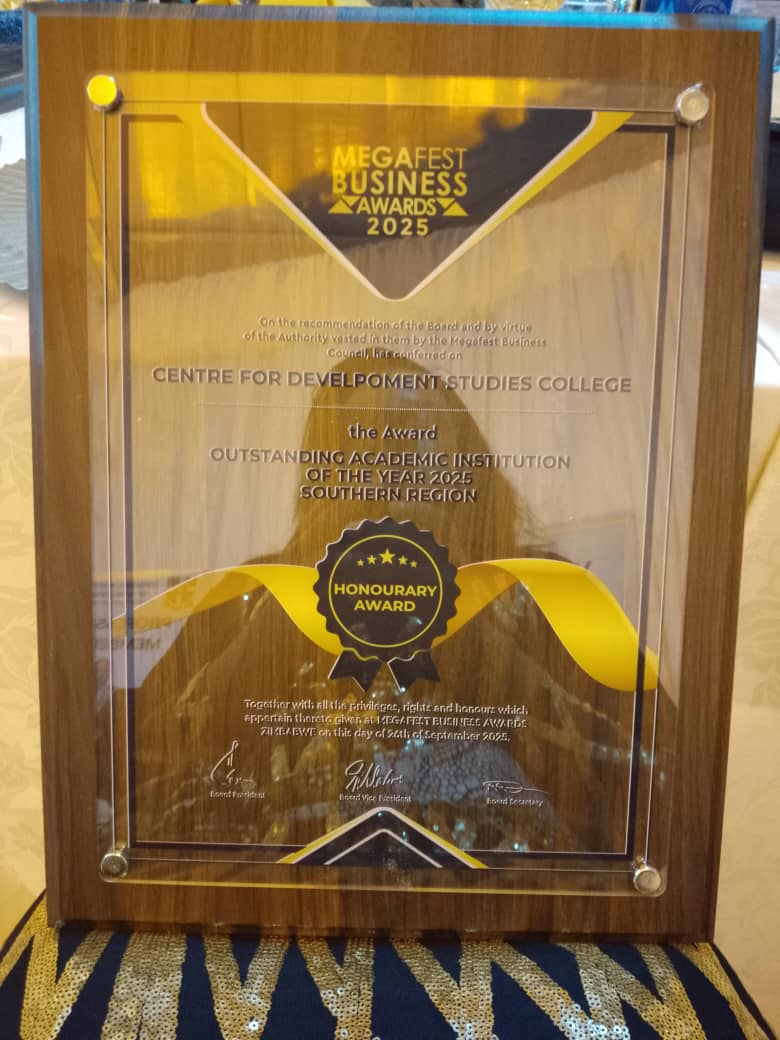 MEGAFEST
BUSINESS
AWARDS
2025
On the recommendation of the Board and by virtue
of the Authority vested in them by the Megafest Business
Council, has conferred on
CENTRE FOR DEVELPOMENT STUDIES COLLEGE
the Award
OUTSTANDING ACADEMIC INSTITUTION
OF THE YEAR 2025
SOUTHERN REGION
HONOURARY
AWARD
Together with all the privileges, rights and honours which
appertain thereto given at MEGAFEST BUSINESS AWARDS
ZIMBABWE on this day of 26th of September 2025.
Board President
Board Vice President
Board Secretary